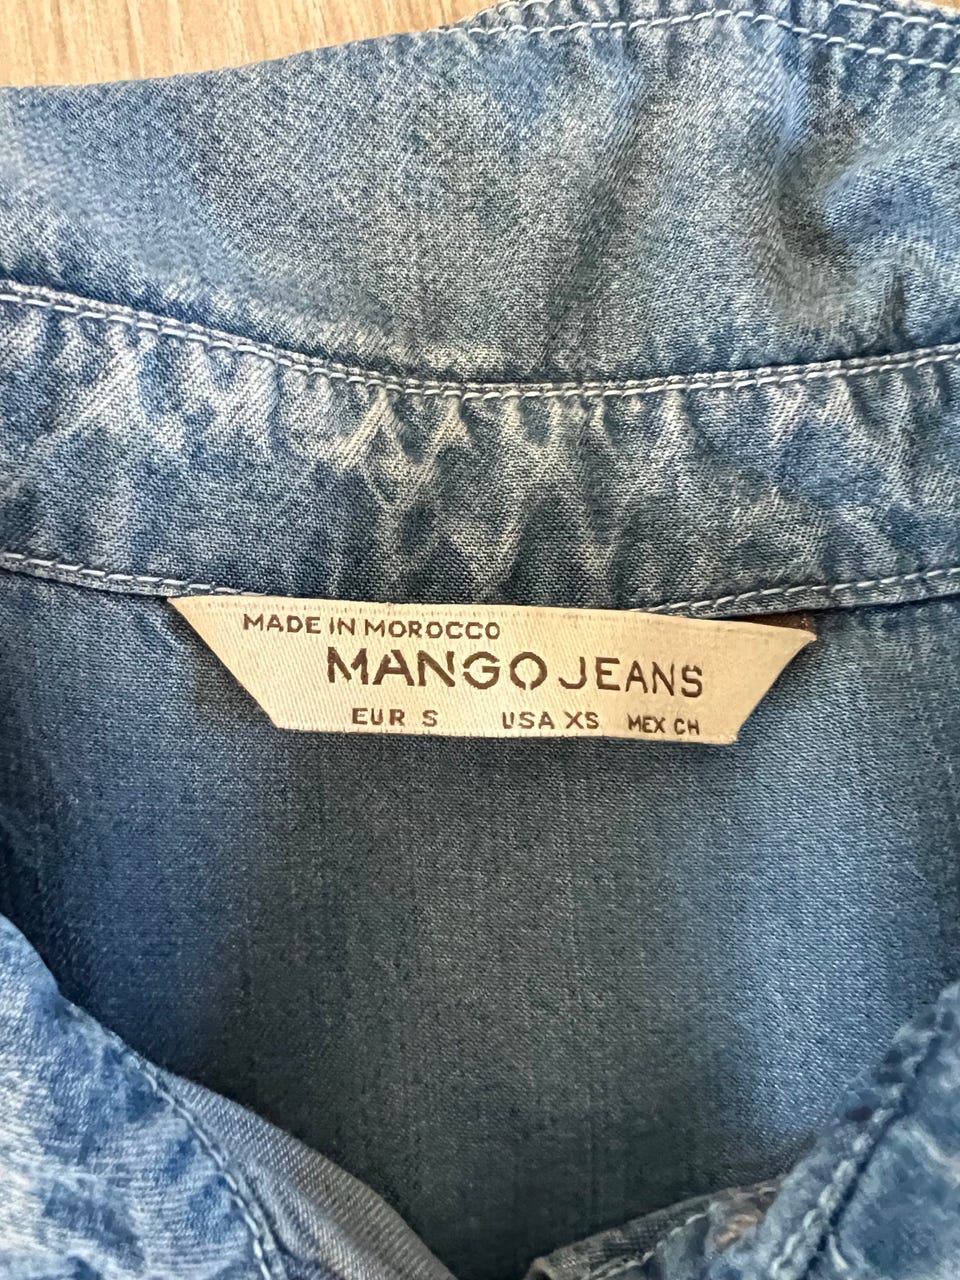 MADE IN MOROCCO
MANGO JEANS
EUR S USA XS MEX CH